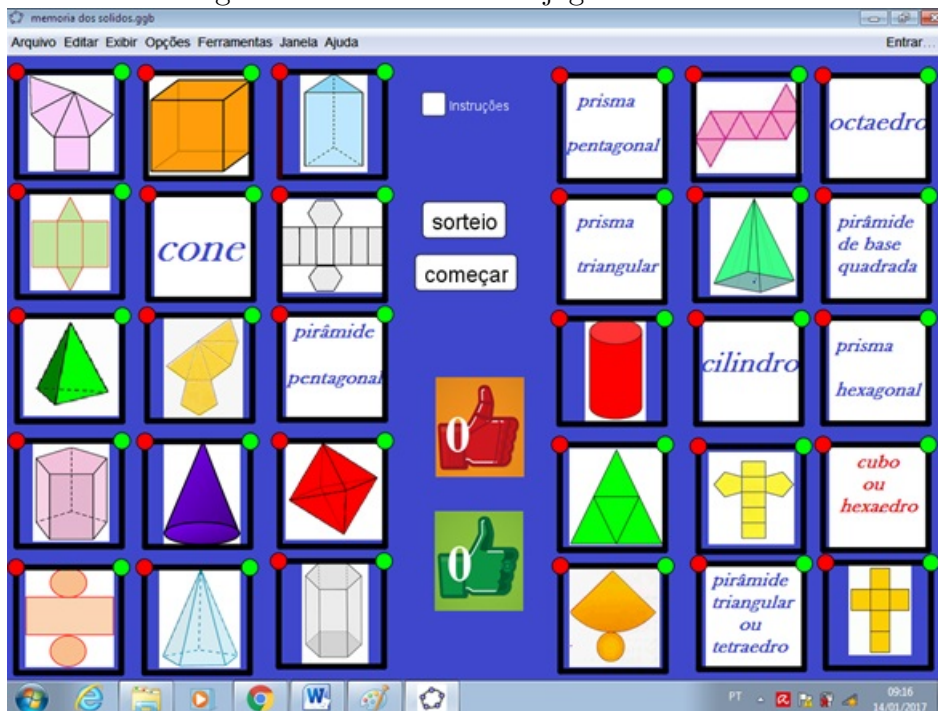 memoria dos solidos.ggb
Arquivo Editar Exibir Opções Ferramentas Janela Ajuda
Entrar...
Instruções
sorteio
começar
0
0
cone
pirâmide
pentagonal
prisma
pentagonal
octaedro
prisma
triangular
pirâmide
de base
quadrada
cilindro
prisma
hexagonal
cubo
ou
hexaedro
pirâmide
triangular
ou
tetraedro
PT
09:16
14/01/2017